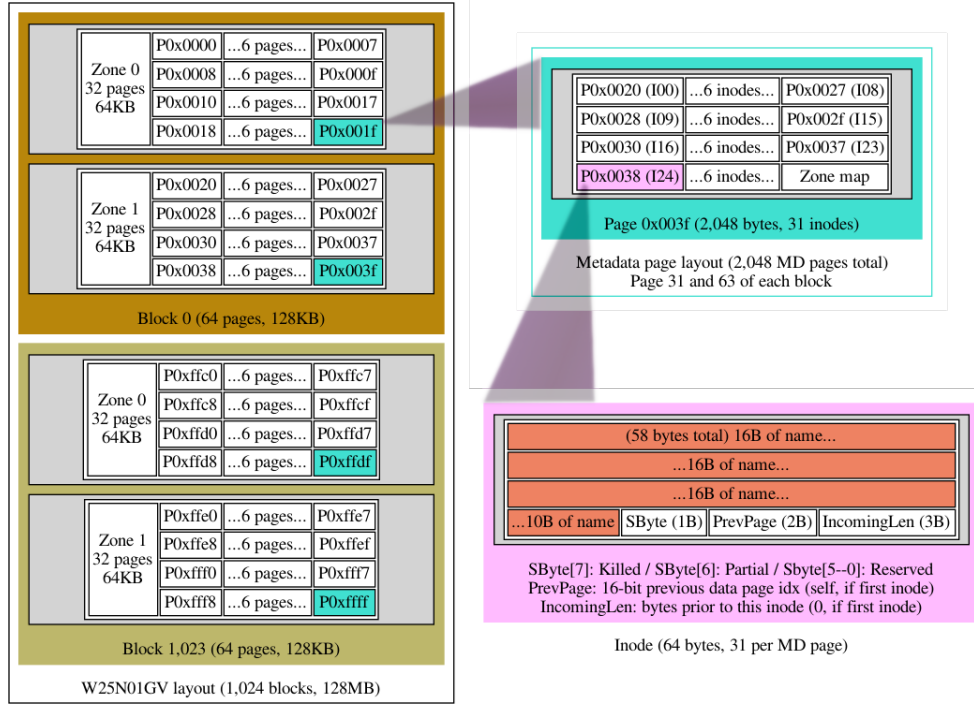 Zone 0
32 pages
64KB
P0x0000 ...6 pages... P0x0007
P0x0008 ...6 pages... P0x000f
P0x0010 ...6 pages... P0x0017
P0x0018 ...6 pages... P0x001f
Zone 1
32 pages
64KB
P0x0020 ...6 pages... P0x0027
P0x0028 ...6 pages... P0x002f
P0x0030 ...6 pages... P0x0037
P0x0038 ...6 pages... P0x003f
Block 0 (64 pages, 128KB)
Zone 0
32 pages
64KB
P0xffc0 ...6 pages... P0xffc7
P0xffc8 ...6 pages... P0xffcf
P0xffd0 ...6 pages... P0xffd7
P0xffd8 ...6 pages... P0xffdf
Zone 1
32 pages
64KB
P0xffe0 ...6 pages... P0xffe7
P0xffe8 ...6 pages... P0xffef
P0xfff0 ...6 pages... P0xfff7
P0xfff8 ...6 pages... P0xffff
Block 1,023 (64 pages, 128KB)
W25N01GV layout (1,024 blocks, 128MB)
P0x0020 (I00) ...6 inodes... P0x0027 (I08)
P0x0028 (I09) ...6 inodes... P0x002f (I15)
P0x0030 (I16) ...6 inodes... P0x0037 (I23)
P0x0038 (I24) ...6 inodes... Zone map
Page 0x003f (2,048 bytes, 31 inodes)
Metadata page layout (2,048 MD pages total)
Page 31 and 63 of each block
(58 bytes total) 16B of name...
...16B of name...
...16B of name...
...10B of name SByte (1B) PrevPage (2B) IncomingLen (3B)
SByte[7]: Killed / SByte[6]: Partial / Sbyte[5--0]: Reserved
PrevPage: 16-bit previous data page idx (self, if first inode)
IncomingLen: bytes prior to this inode (0, if first inode)
Inode (64 bytes, 31 per MD page)